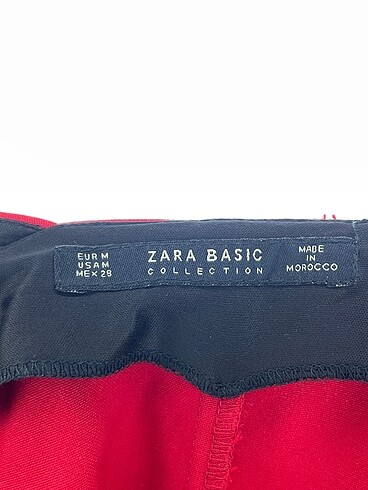 EUR M
USA M
MEX 28
ZARA BASIC
COLLECTION
MADE
IN
MOROCCO